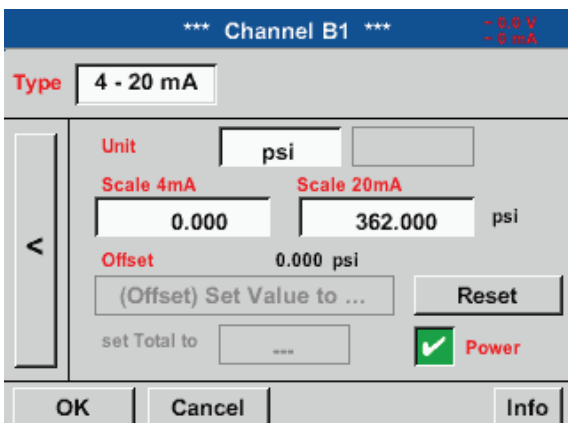 *** Channel B1 ***
~ 0.0 V
~ 0 mA
Type 4 - 20 mA
Unit psi
Scale 4mA Scale 20mA
0.000 362.000 psi
<
Offset 0.000 psi
(Offset) Set Value to ... Reset
set Total to --- Power
OK Cancel Info